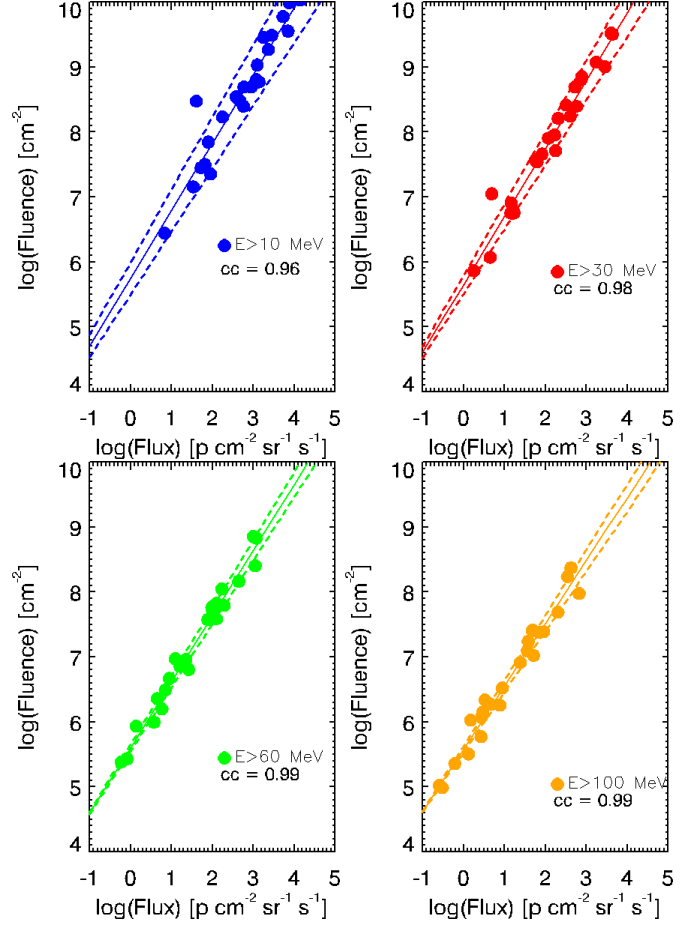 10
9
8
7
6
5
4
log(Fluence) [cm⁻²]
E>10 MeV
cc = 0.96
-1 0 1 2 3 4 5
log(Flux) [p cm⁻² sr⁻¹ s⁻¹]
10
9
8
7
6
5
4
log(Fluence) [cm⁻²]
E>30 MeV
cc = 0.98
-1 0 1 2 3 4 5
log(Flux) [p cm⁻² sr⁻¹ s⁻¹]
10
9
8
7
6
5
4
log(Fluence) [cm⁻²]
E>60 MeV
cc = 0.99
-1 0 1 2 3 4 5
log(Flux) [p cm⁻² sr⁻¹ s⁻¹]
10
9
8
7
6
5
4
log(Fluence) [cm⁻²]
E>100 MeV
cc = 0.99
-1 0 1 2 3 4 5
log(Flux) [p cm⁻² sr⁻¹ s⁻¹]